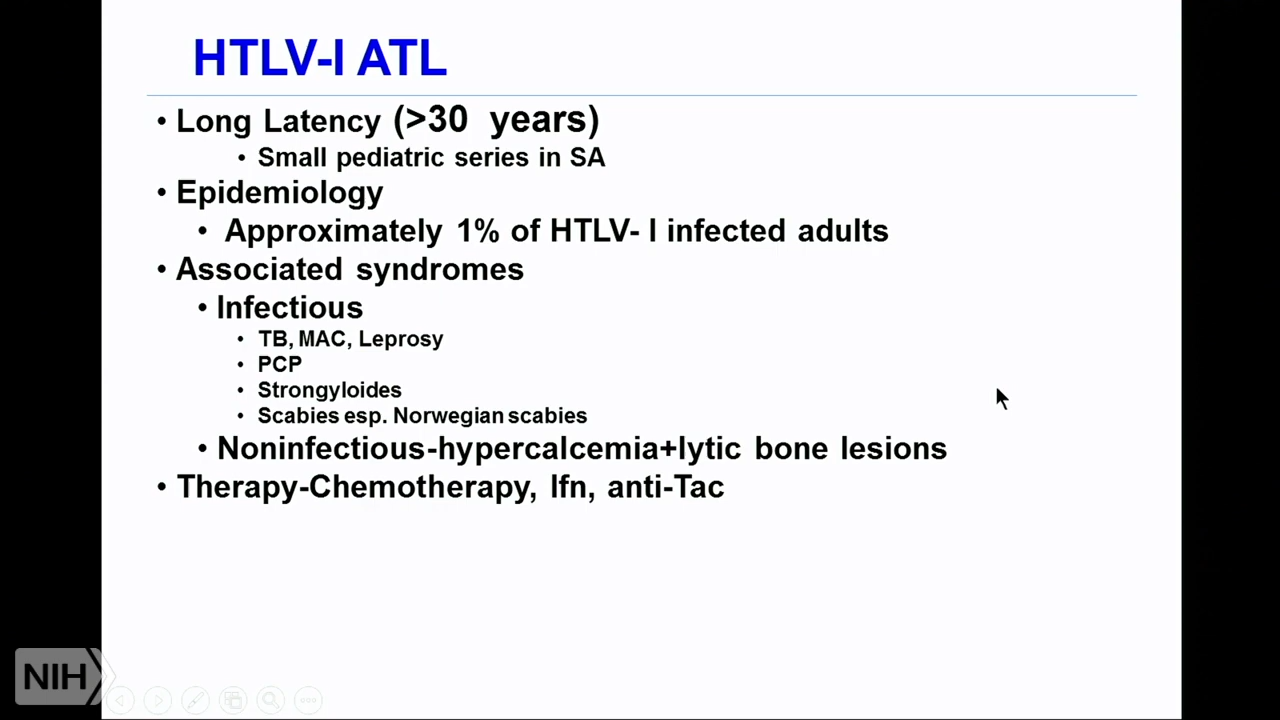 HTLV-I ATL
• Long Latency (>30 years)
• Small pediatric series in SA
• Epidemiology
• Approximately 1% of HTLV- I infected adults
• Associated syndromes
• Infectious
• TB, MAC, Leprosy
• PCP
• Strongyloides
• Scabies esp. Norwegian scabies
• Noninfectious-hypercalcemia+lytic bone lesions
• Therapy-Chemotherapy, Ifn, anti-Tac
NIH